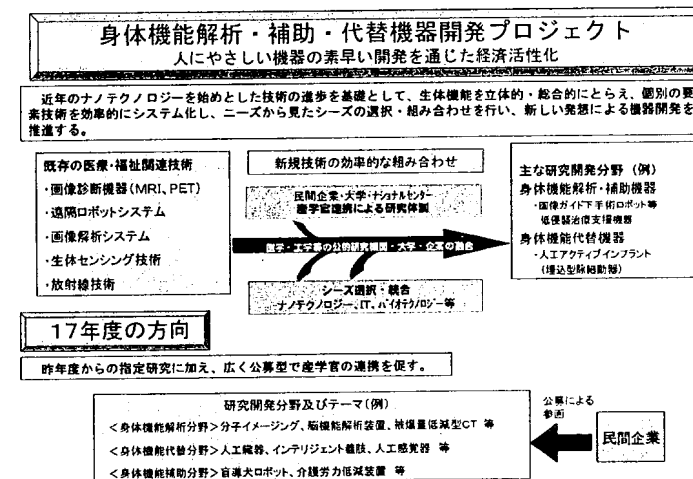 身体機能解析・補助・代替機器開発プロジェクト
人にやさしい機器の素早い開発を通じた経済活性化
近年のナノテクノロジーを始めとした技術の進歩を基礎として、生体機能を立体的・総合的にとらえ、個別の要
素技術を効率的にシステム化し、ニーズから見たシーズの選択・組み合わせを行い、新しい発想による機器開発を
推進する。
既存の医療・福祉関連技術
・画像診断機器(MRI、PET)
・遠隔ロボットシステム
・画像解析システム
・生体センシング技術
・放射線技術
新規技術の効率的な組み合わせ
民間企業・大学・ナショナルセンター
産学官連携による研究体制
医学・工学等の公的研究機関・大学・企業の融合
シーズ選択・統合
ナノテクノロジー、IT、バイオテクノロジー等
主な研究開発分野（例）
身体機能解析・補助機器
・画像ガイド下手術ロボット等
低侵襲治療支援機器
身体機能代替機器
・人工アクティブインプラント
（埋込型除細動器）
17年度の方向
昨年度からの指定研究に加え、広く公募型で産学官の連携を促す。
研究開発分野及びテーマ(例)
＜身体機能解析分野＞分子イメージング、脳機能解析装置、被爆量低減型CT 等
＜身体機能代替分野＞人工臓器、インテリジェント義肢、人工感覚器 等
＜身体機能補助分野＞盲導犬ロボット、介護労力低減装置 等
公募による
参画
民間企業